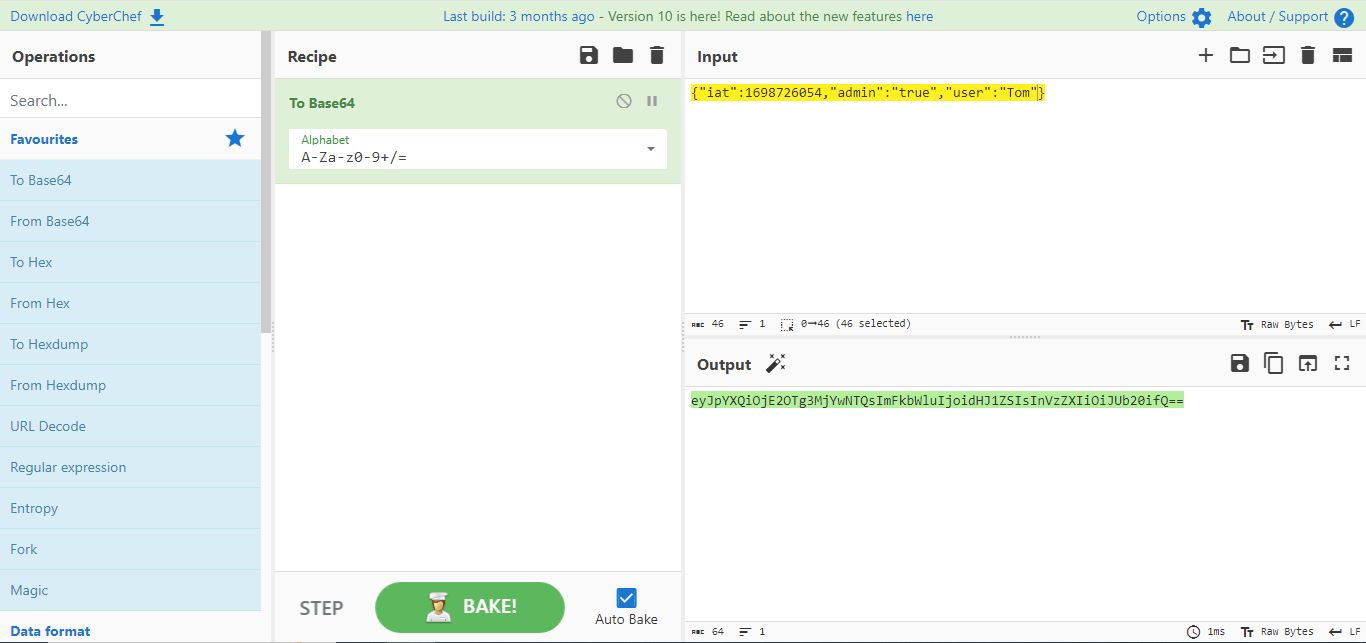 Download CyberChef
Last build: 3 months ago - Version 10 is here! Read about the new features here
Options
About / Support
Operations
Search...
Favourites
To Base64
From Base64
To Hex
From Hex
To Hexdump
From Hexdump
URL Decode
Regular expression
Entropy
Fork
Magic
Data format
Recipe
To Base64
Alphabet
A-Za-z0-9+/=
STEP
BAKE!
Auto Bake
Input
{"iat":1698726054,"admin":"true","user":"Tom"}
ABC 46 1 0→46 (46 selected)
Tт Raw Bytes LF
Output
eyJpYXQiOjE2OTg3MjYwNTQsImFkbWluIjoidHJ1ZSIsInVzZXIiOiJUb20ifQ==
ABC 64 1
1ms Tт Raw Bytes LF